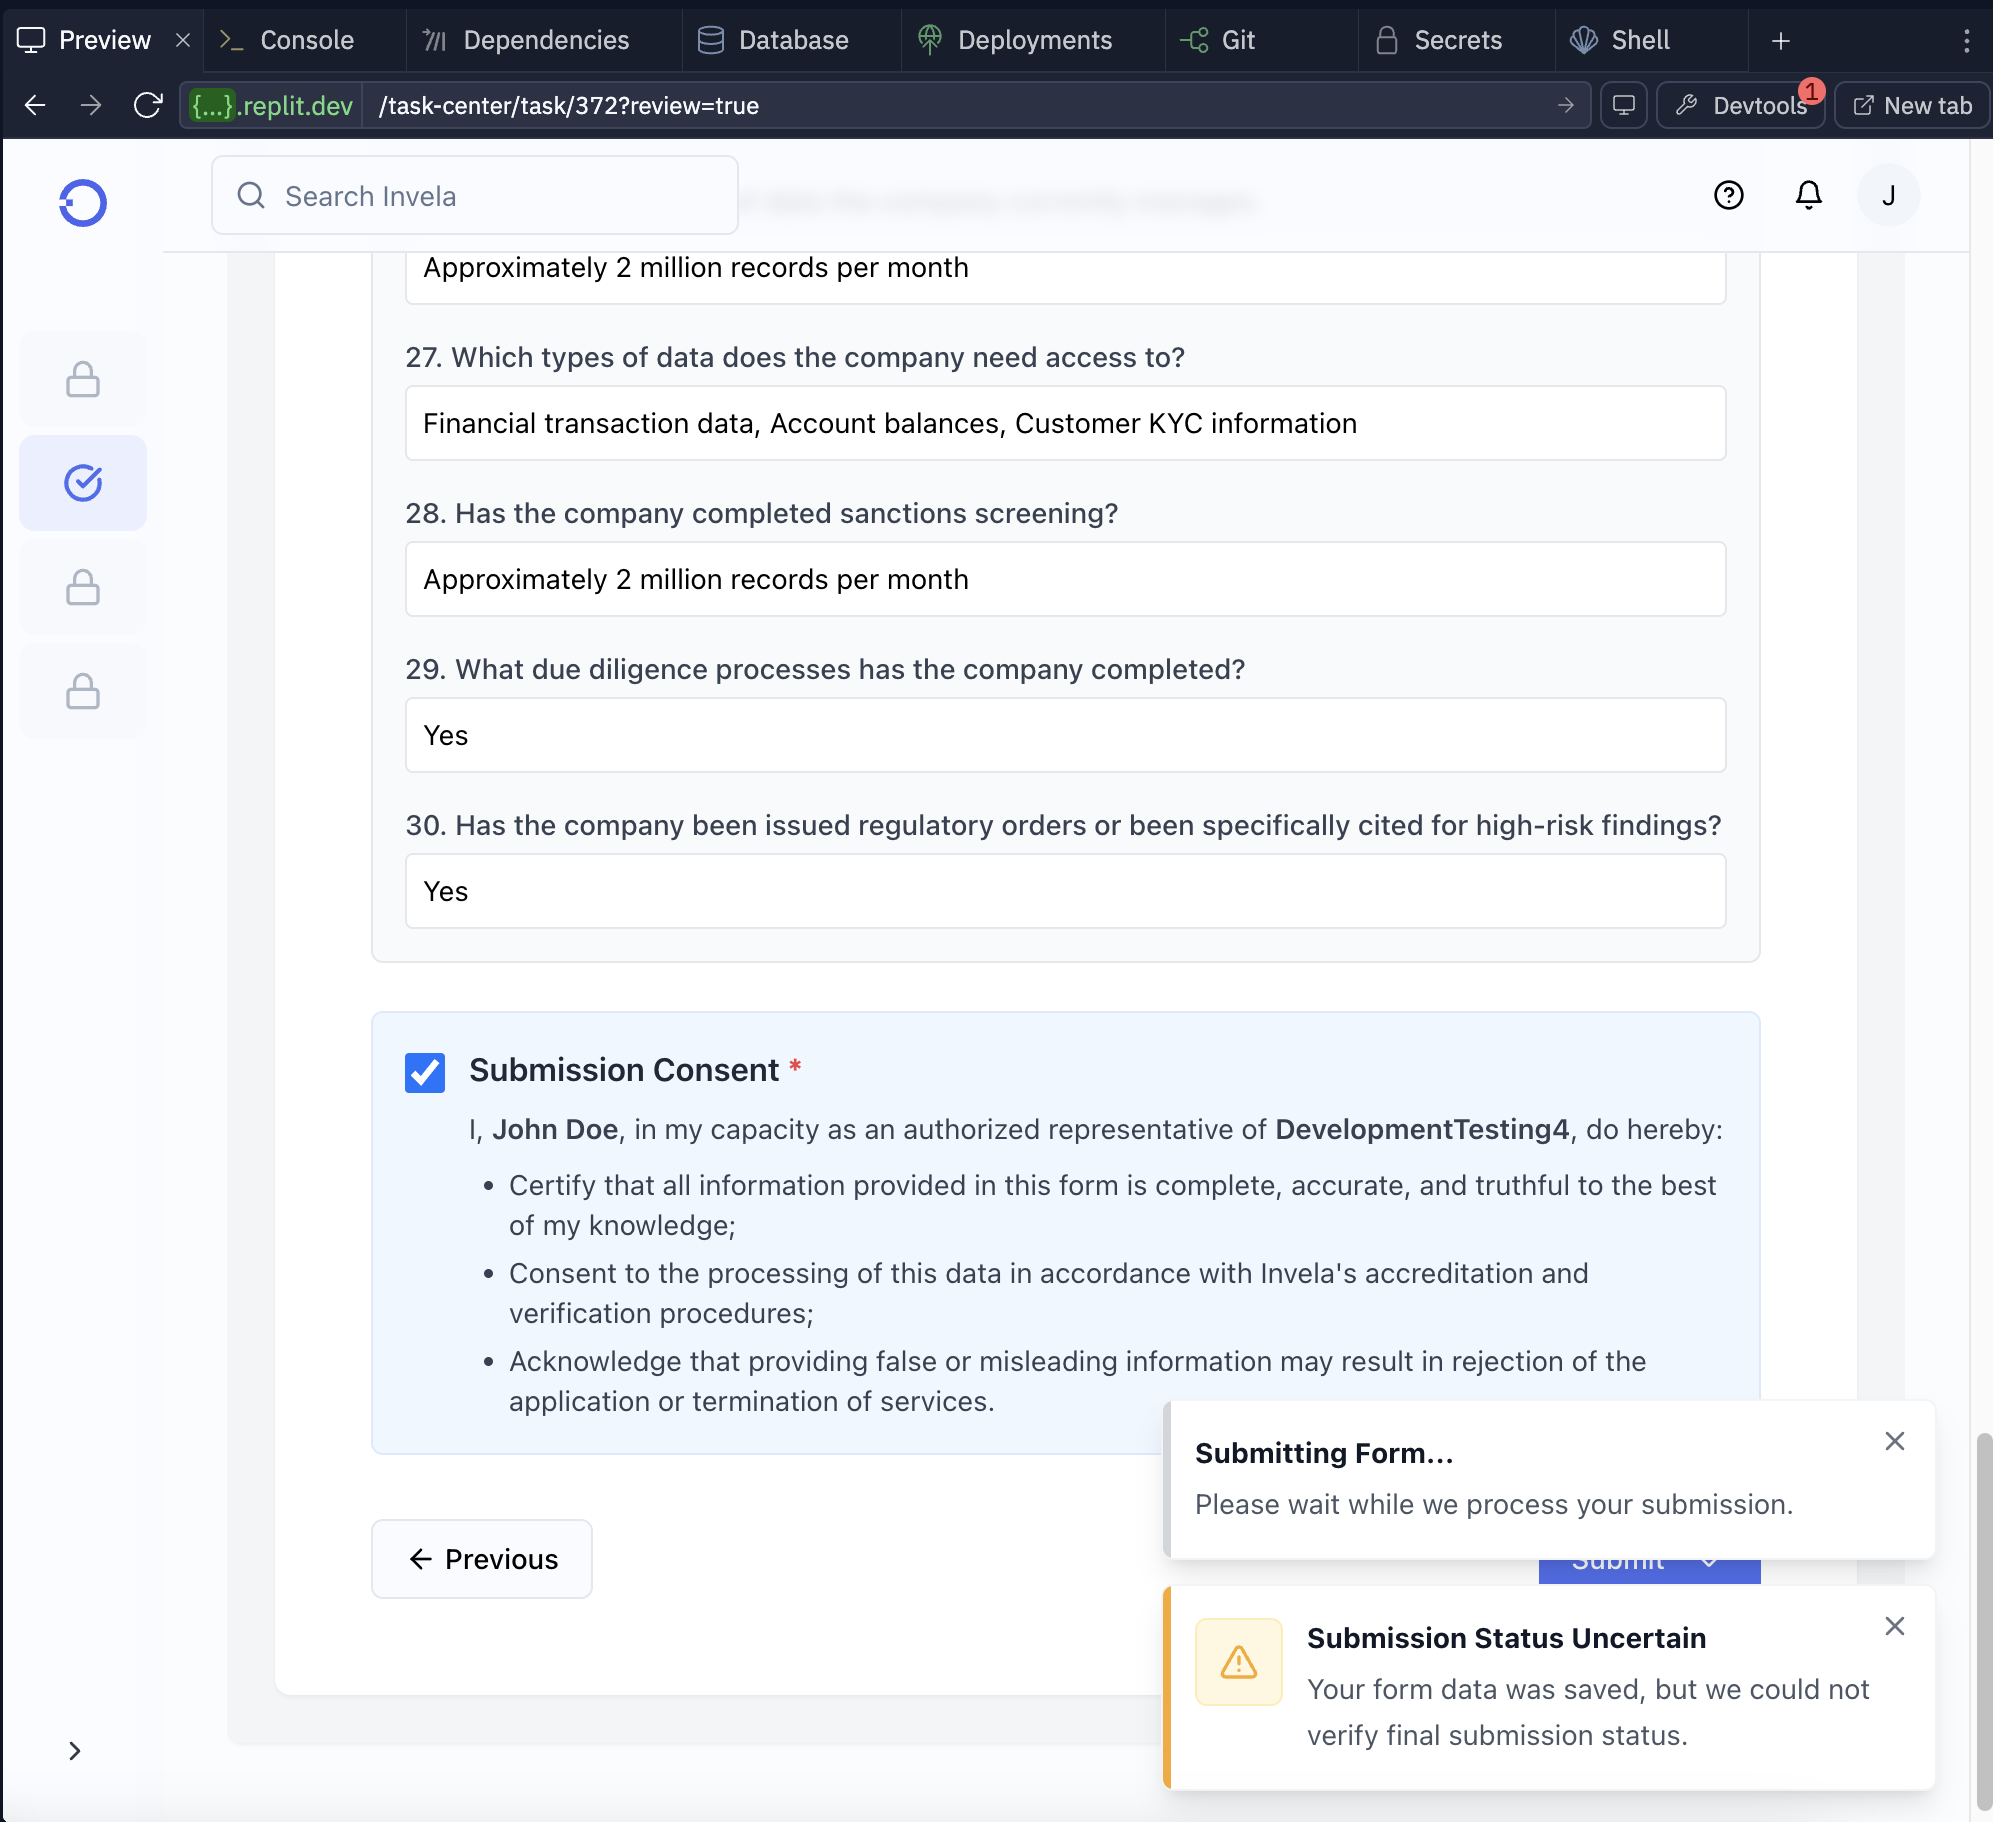 Preview
Console
Dependencies
Database
Deployments
Git
Secrets
Shell
{...}.replit.dev
/task-center/task/372?review=true
Devtools
1
New tab
Search Invela
J
Approximately 2 million records per month
27. Which types of data does the company need access to?
Financial transaction data, Account balances, Customer KYC information
28. Has the company completed sanctions screening?
Approximately 2 million records per month
29. What due diligence processes has the company completed?
Yes
30. Has the company been issued regulatory orders or been specifically cited for high-risk findings?
Yes
Submission Consent *
I, John Doe, in my capacity as an authorized representative of DevelopmentTesting4, do hereby:
• Certify that all information provided in this form is complete, accurate, and truthful to the best
of my knowledge;
• Consent to the processing of this data in accordance with Invela's accreditation and
verification procedures;
• Acknowledge that providing false or misleading information may result in rejection of the
application or termination of services.
Submitting Form...
Please wait while we process your submission.
Previous
Submit
Submission Status Uncertain
Your form data was saved, but we could not
verify final submission status.